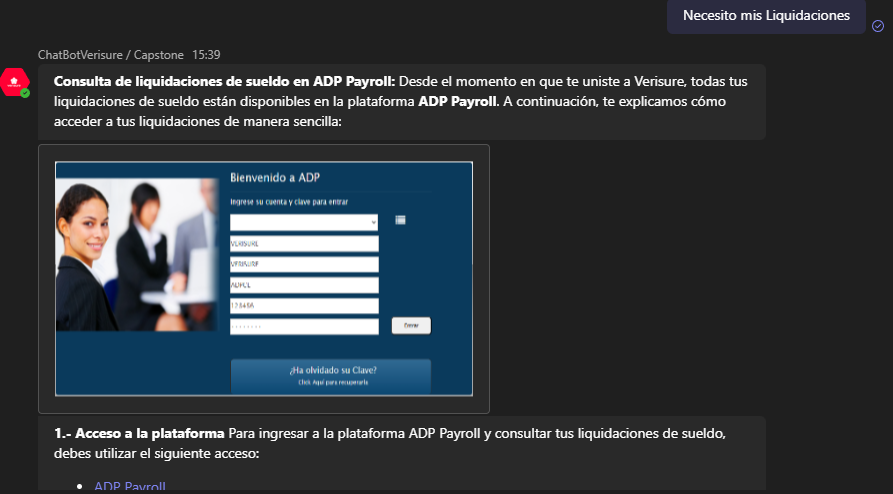 Necesito mis Liquidaciones
ChatBotVerisure / Capstone 15:39
Consulta de liquidaciones de sueldo en ADP Payroll: Desde el momento en que te uniste a Verisure, todas tus
liquidaciones de sueldo están disponibles en la plataforma ADP Payroll. A continuación, te explicamos cómo
acceder a tus liquidaciones de manera sencilla:
Bienvenido a ADP
Ingrese su cuenta y clave para entrar
VERISURE
VERISURE
ADPCL
123456
Entrar
¿Ha olvidado su Clave?
Click Aquí para recuperarla
1.- Acceso a la plataforma Para ingresar a la plataforma ADP Payroll y consultar tus liquidaciones de sueldo,
debes utilizar el siguiente acceso:
• ADP Payroll